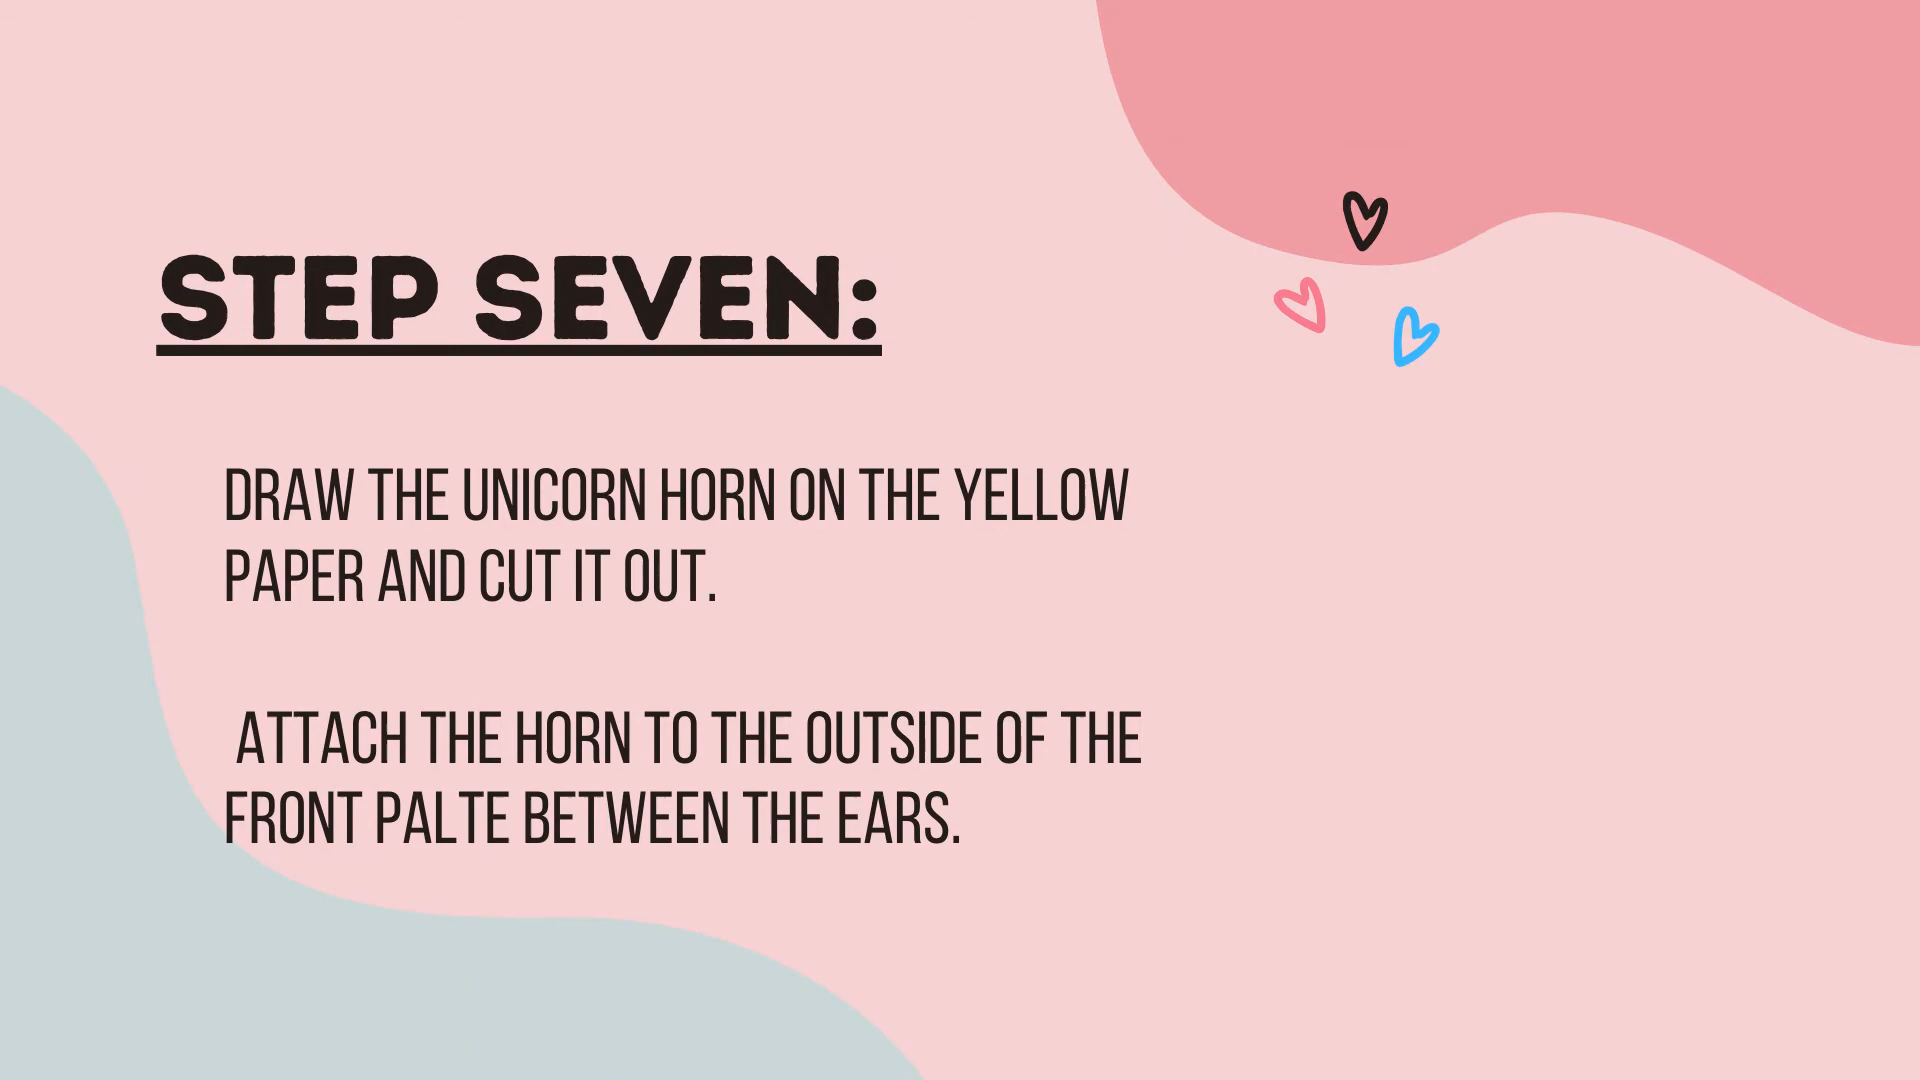 STEP SEVEN:
DRAW THE UNICORN HORN ON THE YELLOW
PAPER AND CUT IT OUT.
ATTACH THE HORN TO THE OUTSIDE OF THE
FRONT PALTE BETWEEN THE EARS.